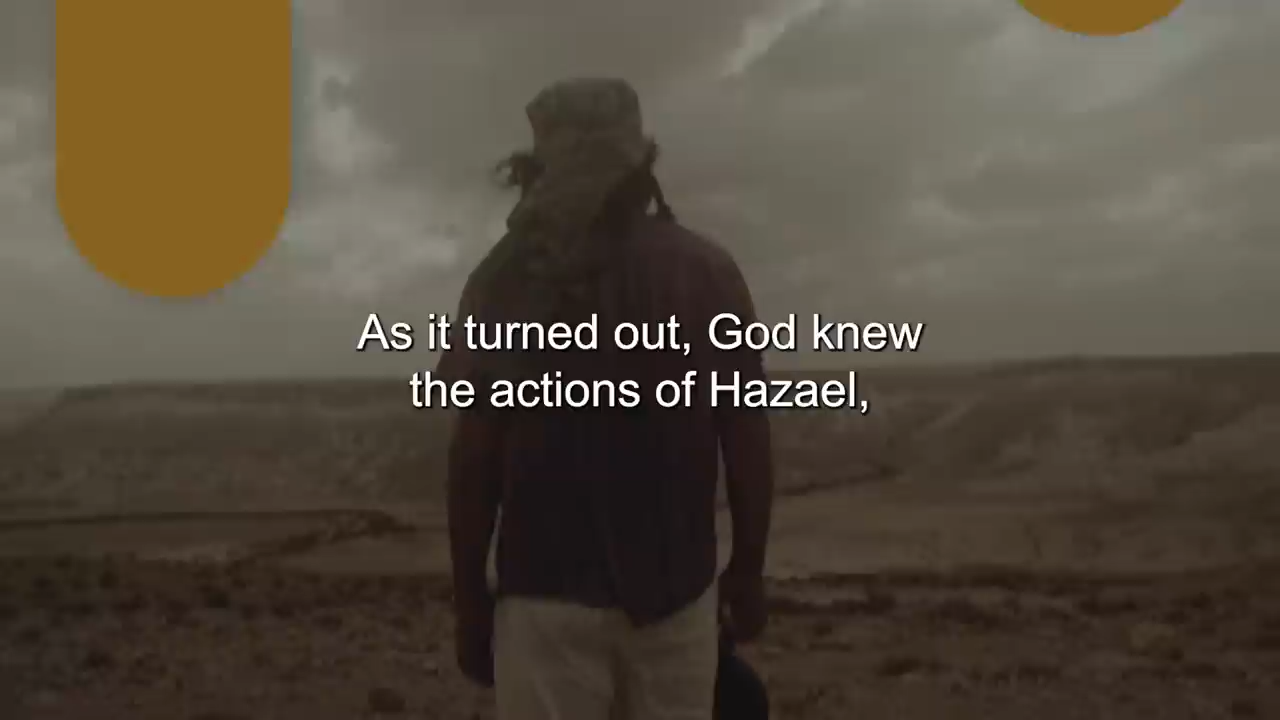 As it turned out, God knew
the actions of Hazael,